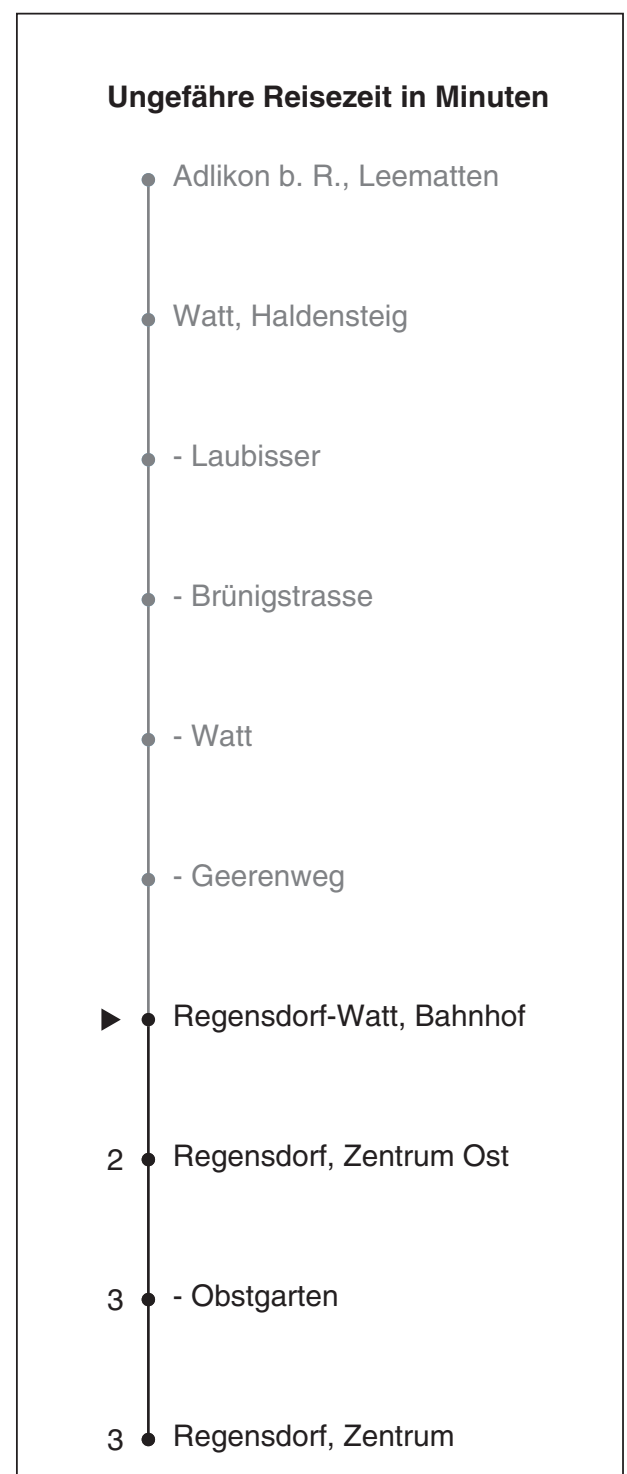 Ungefähre Reisezeit in Minuten
Adlikon b. R., Leematten
Watt, Haldensteig
- Laubisser
- Brünigstrasse
- Watt
- Geerenweg
Regensdorf-Watt, Bahnhof
2 Regensdorf, Zentrum Ost
3 - Obstgarten
3 Regensdorf, Zentrum